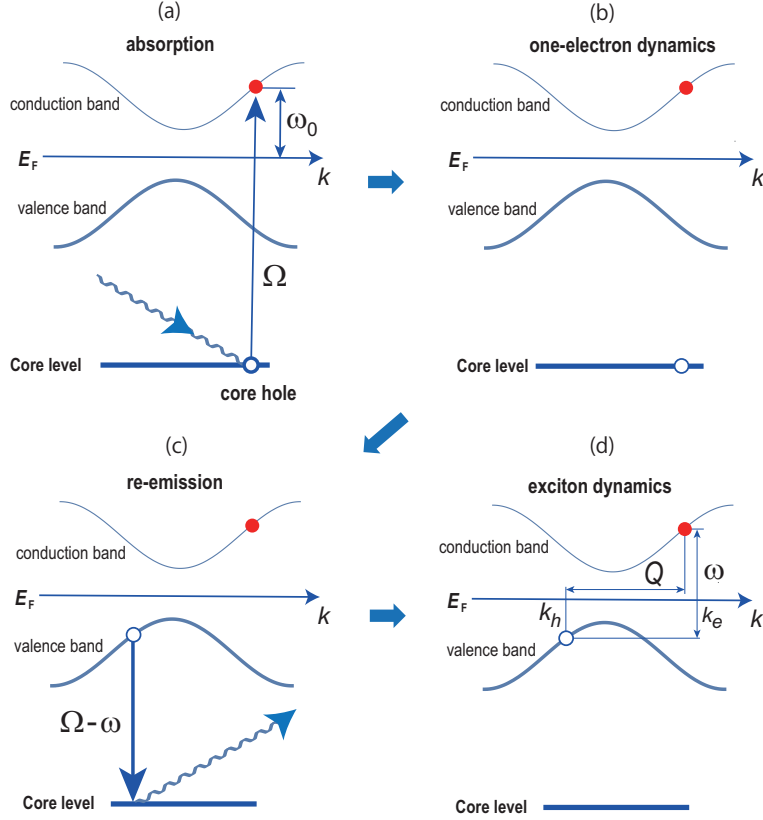 (a)
absorption
conduction band
ω0
EF
k
valence band
Ω
Core level
core hole
(b)
one-electron dynamics
conduction band
EF
k
valence band
Core level
(c)
re-emission
conduction band
EF
k
valence band
Ω-ω
Core level
(d)
exciton dynamics
conduction band
Q
ω
EF
kh
ke
k
valence band
Core level